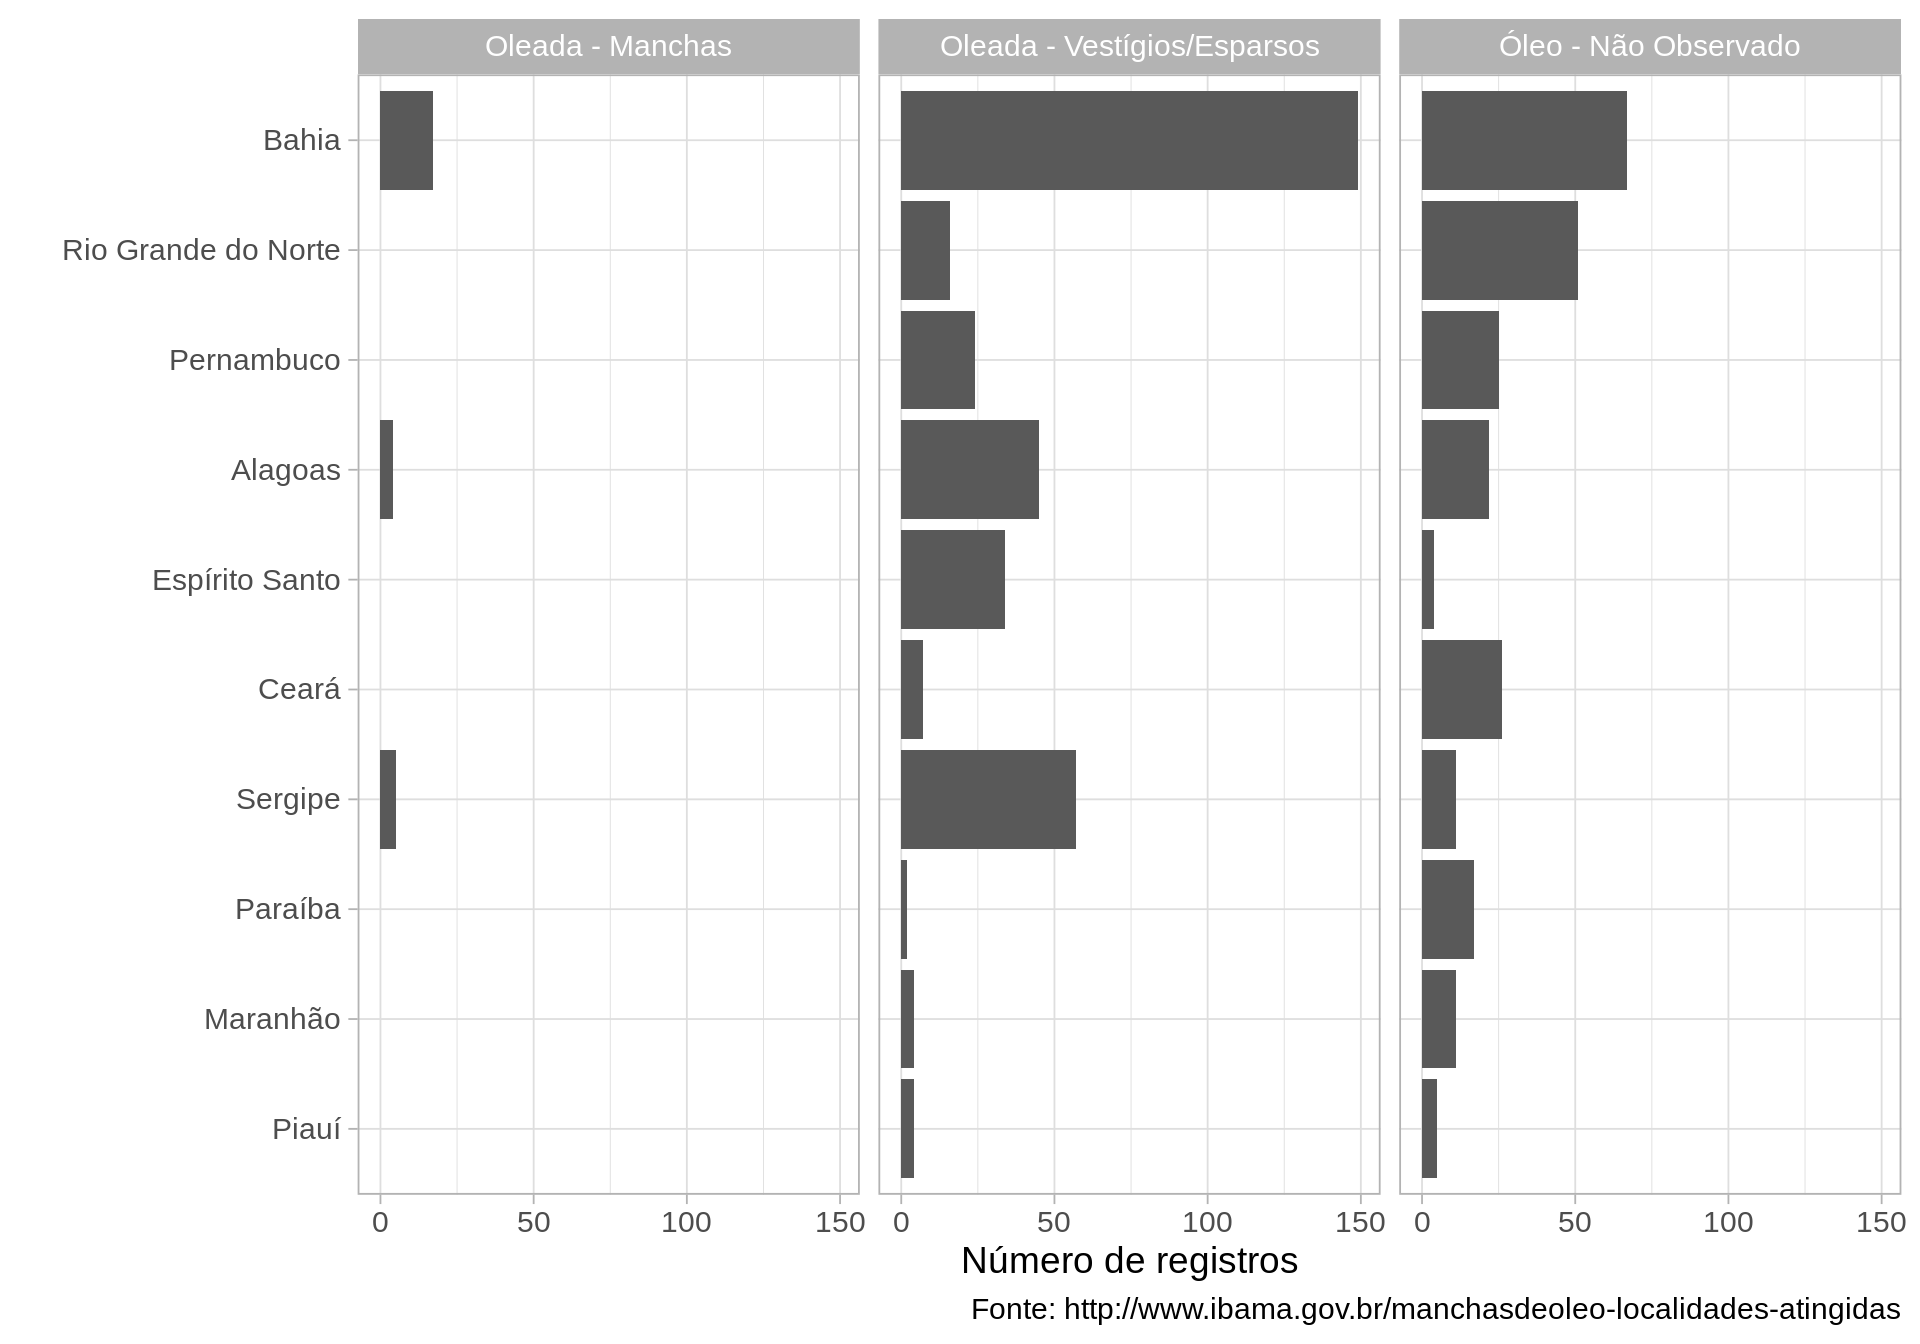 Oleada - Manchas
Oleada - Vestígios/Esparsos
Óleo - Não Observado
Bahia
Rio Grande do Norte
Pernambuco
Alagoas
Espírito Santo
Ceará
Sergipe
Paraíba
Maranhão
Piauí
0 50 100 150
0 50 100 150
0 50 100 150
Número de registros
Fonte: http://www.ibama.gov.br/manchasdeoleo-localidades-atingidas